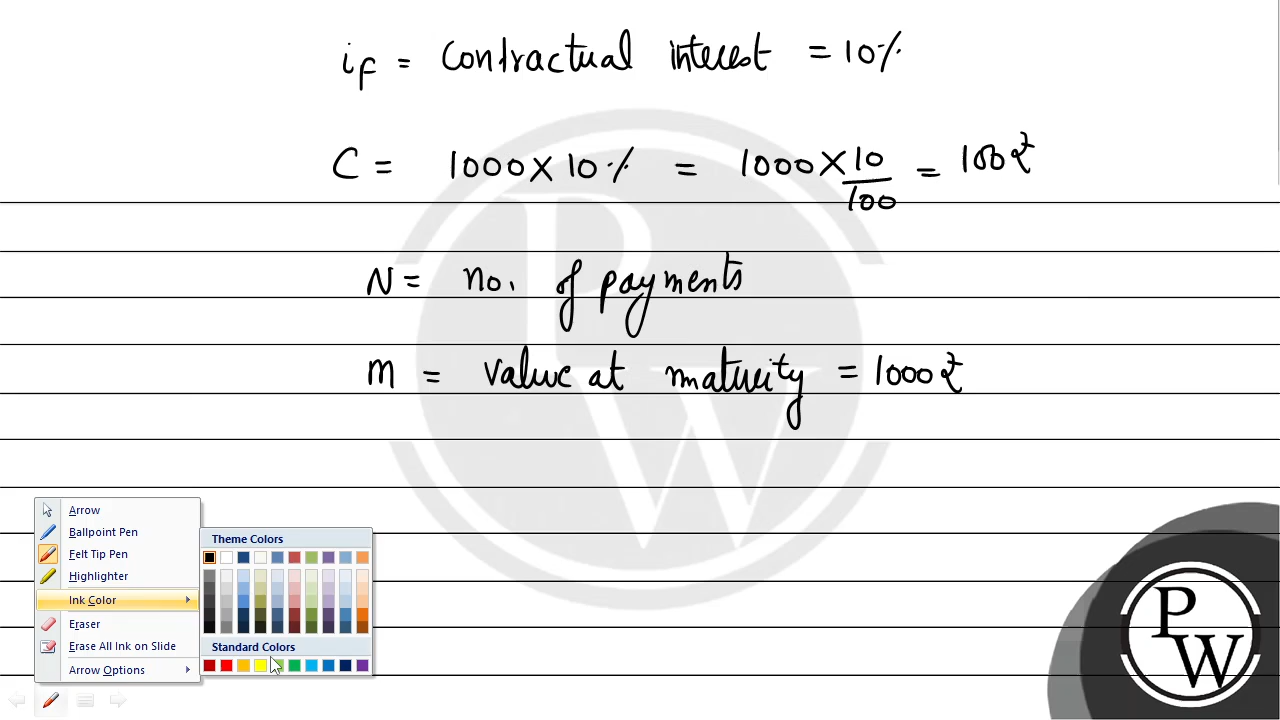 iF = Contractual interest = 10%
C = 1000 × 10% = 1000 × 10/100 = 100₹
N = no. of payments
M = value at maturity = 1000₹
Arrow
Ballpoint Pen
Felt Tip Pen
Highlighter
Ink Color
Eraser
Erase All Ink on Slide
Arrow Options
Theme Colors
Standard Colors
PW
PW